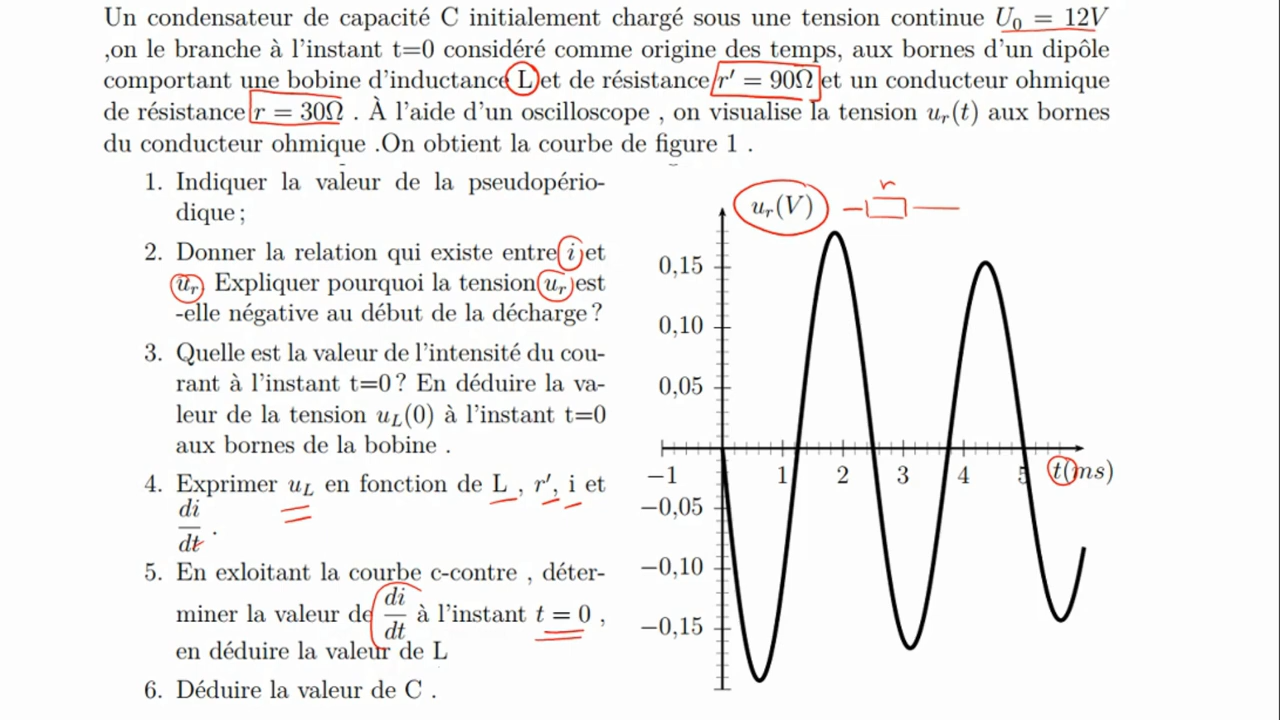 Un condensateur de capacité C initialement chargé sous une tension continue U₀ = 12V
,on le branche à l'instant t=0 considéré comme origine des temps, aux bornes d'un dipôle
comportant une bobine d'inductance L et de résistance r′ = 90Ω et un conducteur ohmique
de résistance r = 30Ω . À l'aide d'un oscilloscope , on visualise la tension uᵣ(t) aux bornes
du conducteur ohmique .On obtient la courbe de figure 1 .
1. Indiquer la valeur de la pseudopério-
dique ;
2. Donner la relation qui existe entre i et
uᵣ. Expliquer pourquoi la tension uᵣ est
-elle négative au début de la décharge ?
3. Quelle est la valeur de l'intensité du cou-
rant à l'instant t=0 ? En déduire la va-
leur de la tension u_L(0) à l'instant t=0
aux bornes de la bobine .
4. Exprimer u_L en fonction de L , r′, i et
di
dt .
5. En exloitant la courbe c-contre , déter-
miner la valeur de di/dt à l'instant t = 0 ,
en déduire la valeur de L
6. Déduire la valeur de C .
uᵣ(V)
r
0,15
0,10
0,05
−1 1 2 3 4 5 t(ms)
−0,05
−0,10
−0,15